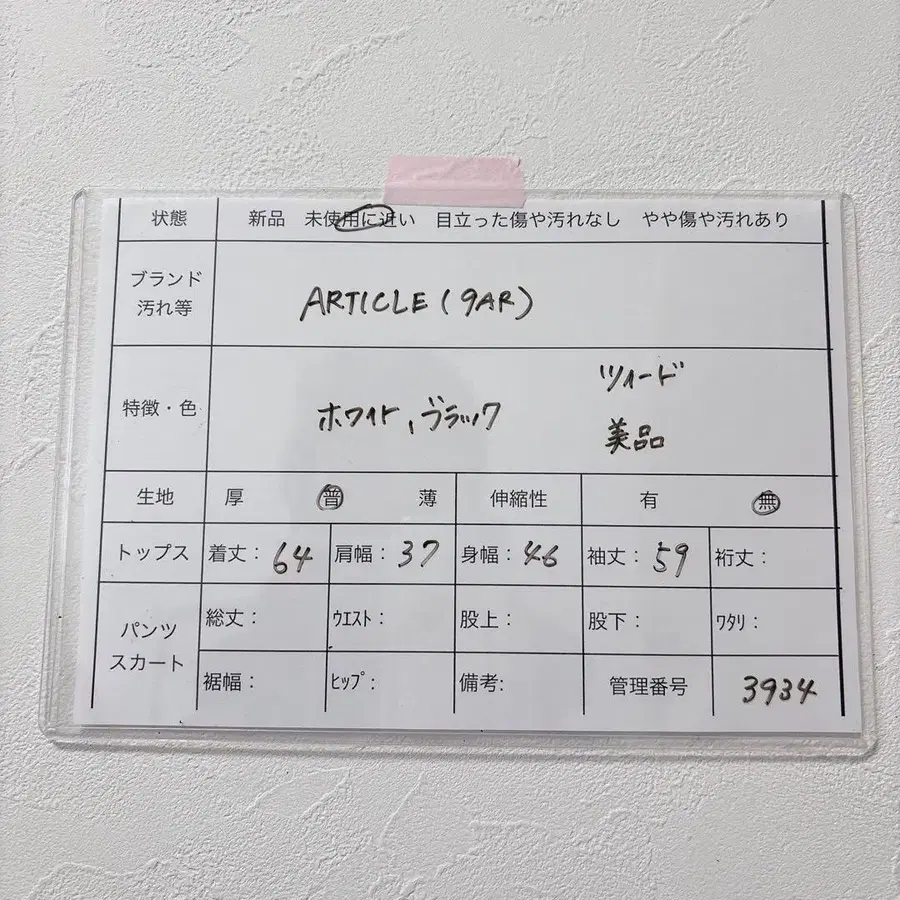 状態 新品 未使用に近い 目立った傷や汚れなし やや傷や汚れあり
ブランド
汚れ等
ARTICLE (9AR)
特徴・色
ホワイト、ブラック
ツイード
美品
生地 厚 普 薄 伸縮性 有 無
トップス 着丈：64 肩幅：37 身幅：46 袖丈：59 裄丈：
パンツ
スカート
総丈： ｳｴｽﾄ： 股上： 股下： ﾜﾀﾘ：
裾幅： ﾋｯﾌﾟ： 備考: 管理番号 3934